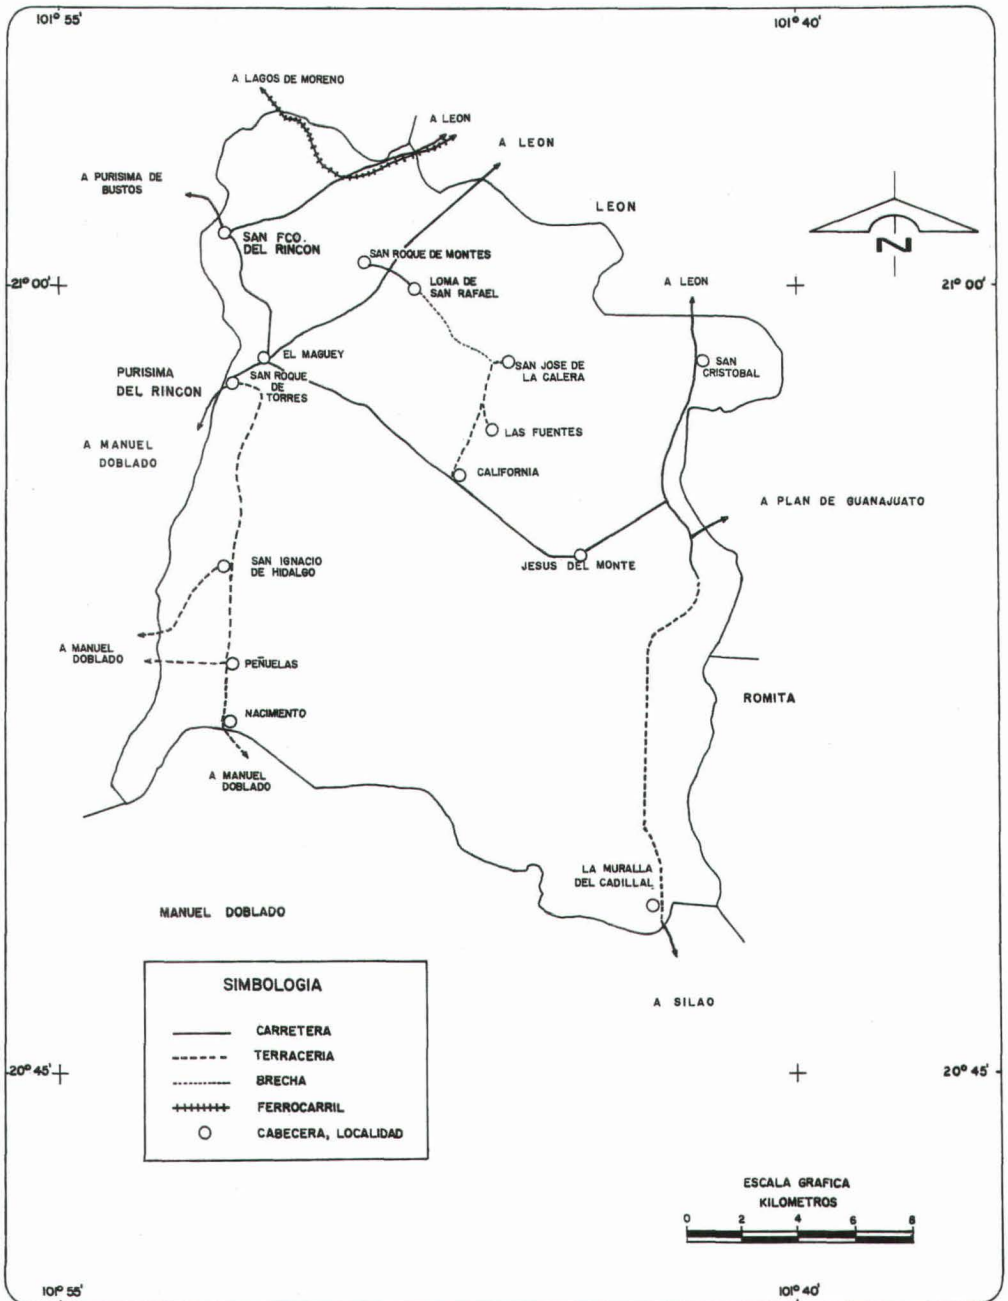 101° 55'
101° 40'
A LAGOS DE MORENO
A LEON
A LEON
A PURISIMA DE
BUSTOS
LEON
SAN FCO.
DEL RINCON
SAN ROQUE DE MONTES
N
21° 00'
LOMA DE
SAN RAFAEL
A LEON
21° 00'
EL MAGUEY
SAN JOSE DE
LA CALERA
SAN
CRISTOBAL
PURISIMA
DEL RINCON
SAN ROQUE
DE
TORRES
LAS FUENTES
A MANUEL
DOBLADO
CALIFORNIA
A PLAN DE GUANAJUATO
SAN IGNACIO
DE HIDALGO
JESUS DEL MONTE
A MANUEL
DOBLADO
PEÑUELAS
ROMITA
NACIMIENTO
A MANUEL
DOBLADO
LA MURALLA
DEL CADILLAL
MANUEL DOBLADO
A SILAO
SIMBOLOGIA
CARRETERA
TERRACERIA
BRECHA
FERROCARRIL
CABECERA, LOCALIDAD
20° 45'
20° 45'
ESCALA GRAFICA
KILOMETROS
0 2 4 6 8
101° 55'
101° 40'